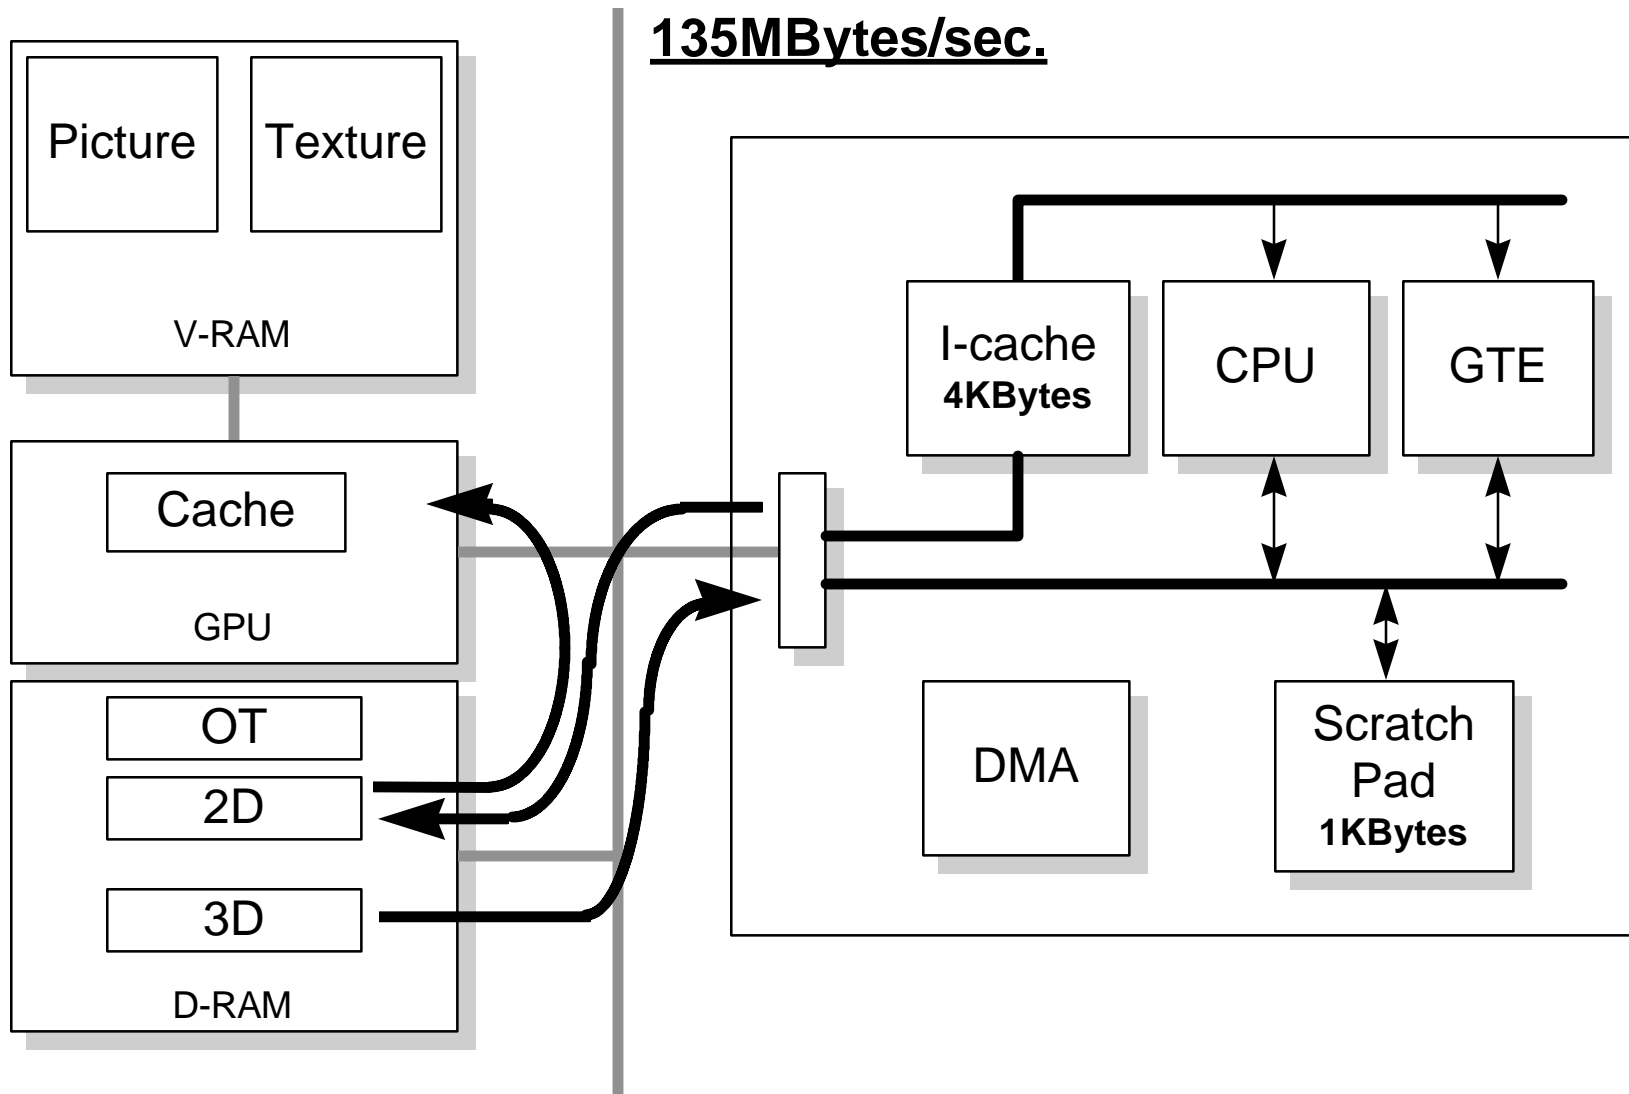 135MBytes/sec.
Picture
Texture
V-RAM
Cache
GPU
OT
2D
3D
D-RAM
I-cache
4KBytes
CPU
GTE
DMA
Scratch
Pad
1KBytes